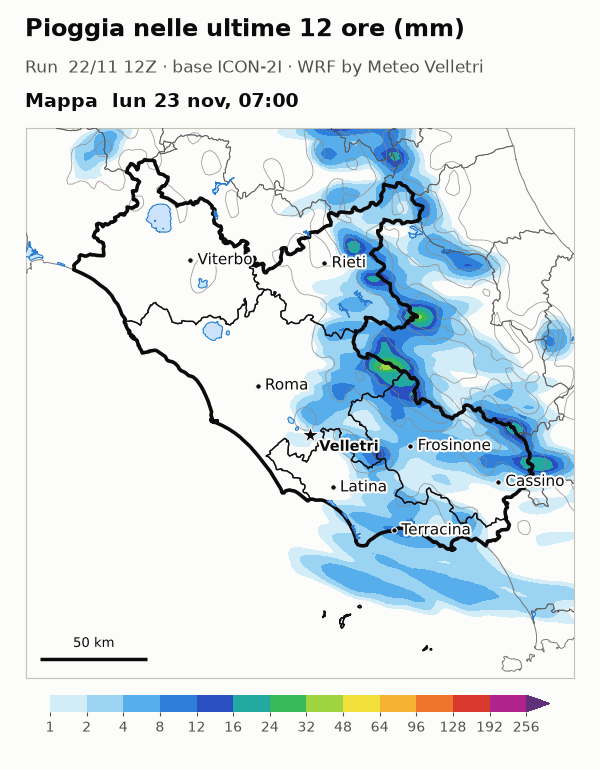 Pioggia nelle ultime 12 ore (mm)
Run  22/11 12Z · base ICON-2I · WRF by Meteo Velletri
Mappa  lun 23 nov, 07:00
Viterbo
Rieti
Roma
Velletri
Frosinone
Latina
Cassino
Terracina
50 km
1 2 4 8 12 16 24 32 48 64 96 128 192 256